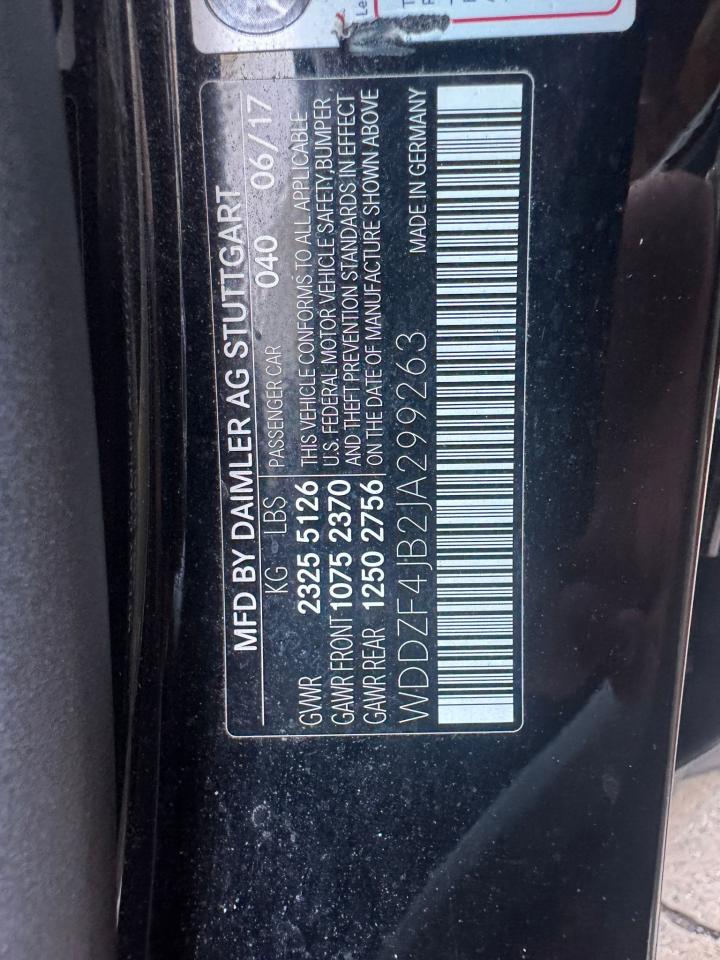 MFD BY DAIMLER AG STUTTGART
KG LBS PASSENGER CAR 040 06/17
GVWR 2325 5126 THIS VEHICLE CONFORMS TO ALL APPLICABLE
GAWR FRONT 1075 2370 U.S. FEDERAL MOTOR VEHICLE SAFETY,BUMPER
GAWR REAR 1250 2756 AND THEFT PREVENTION STANDARDS IN EFFECT
ON THE DATE OF MANUFACTURE SHOWN ABOVE
WDDZF4JB2JA299263 MADE IN GERMANY